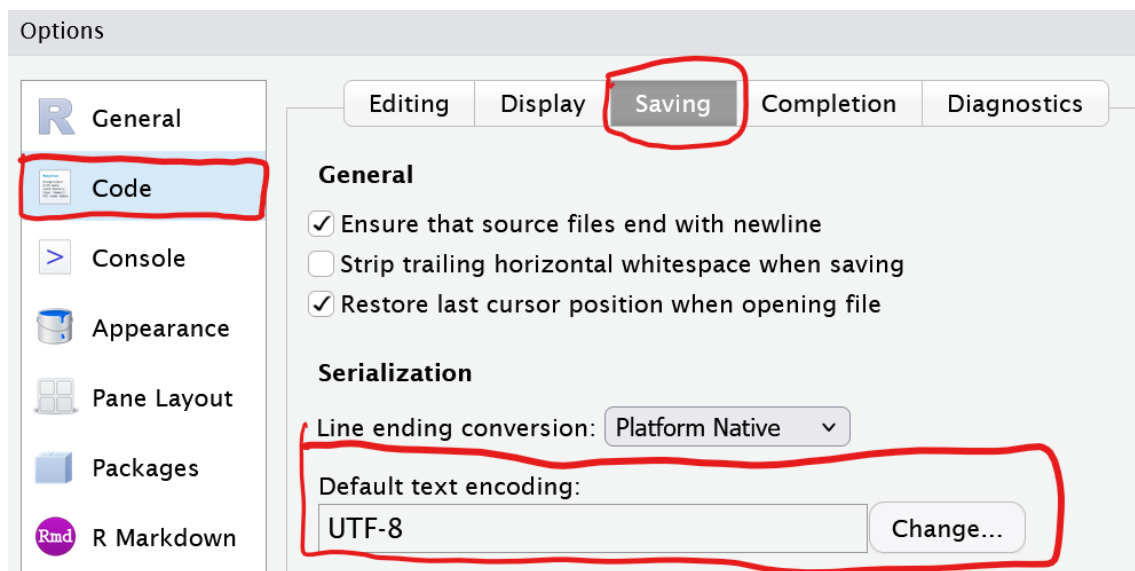 Options
General
Code
>
Console
Appearance
Pane Layout
Packages
Rmd
R Markdown
Editing Display Saving Completion Diagnostics
General
Ensure that source files end with newline
Strip trailing horizontal whitespace when saving
Restore last cursor position when opening file
Serialization
Line ending conversion: Platform Native
Default text encoding:
UTF-8 Change...